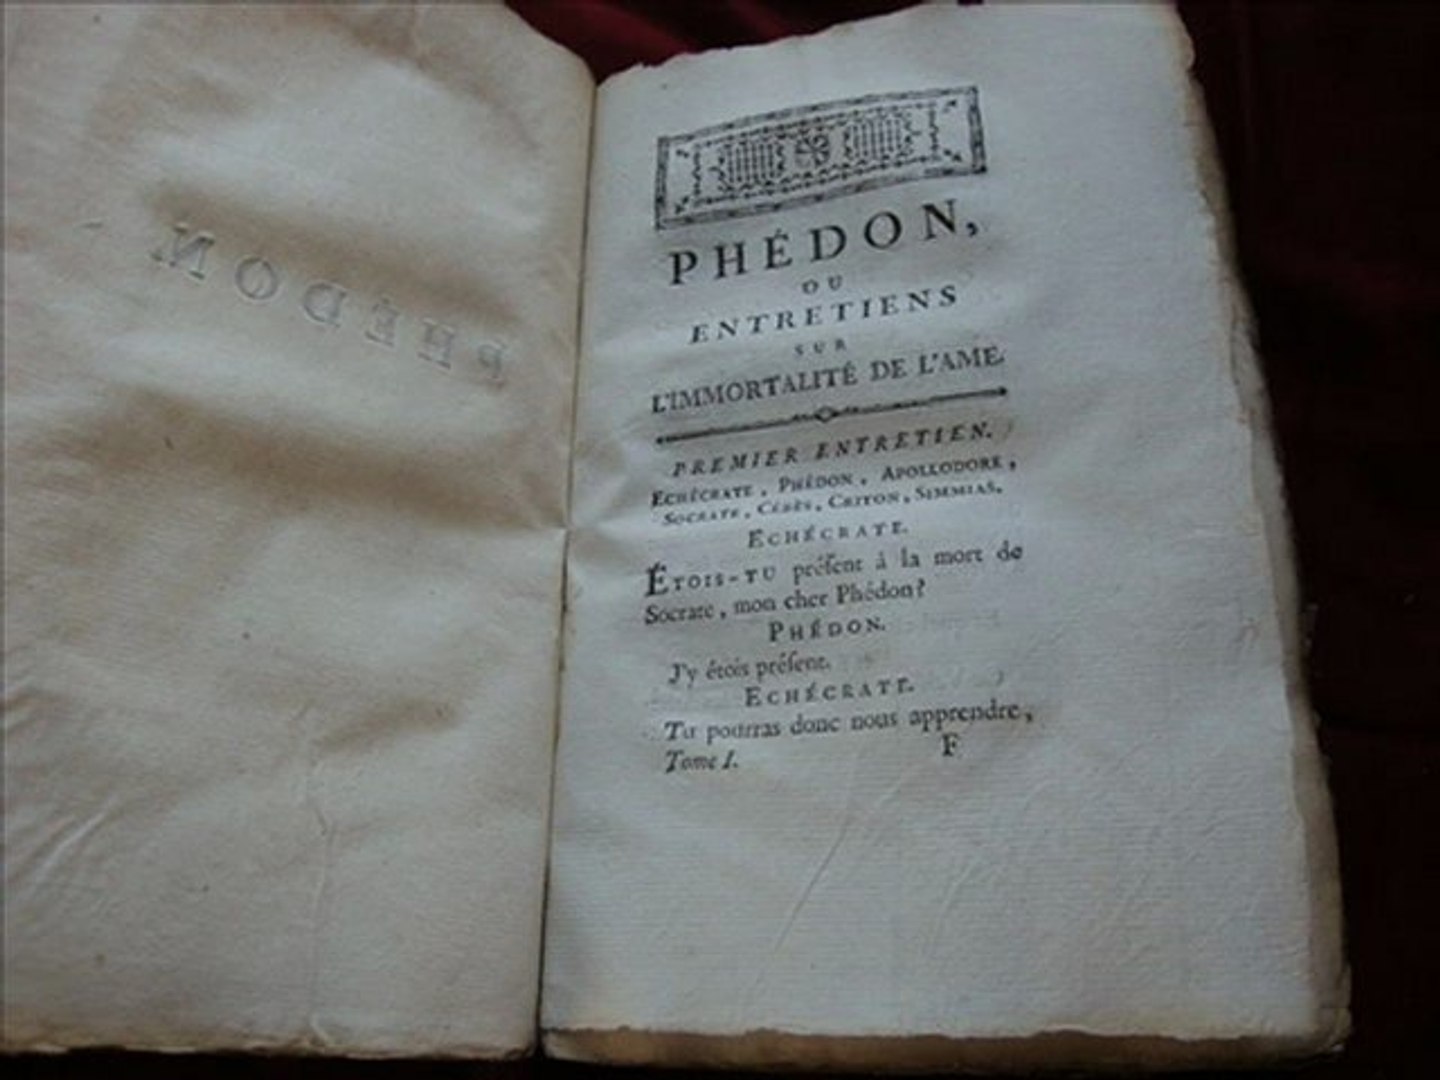 PHÉDON
PHÉDON,
OU
ENTRETIENS
SUR
L'IMMORTALITÉ DE L'AME.
PREMIER ENTRETIEN.
ECHÉCRATE, PHÉDON, APOLLODORE,
SOCRATE, CÉBÈS, CRITON, SIMMIAS.
ECHÉCRATE.
ÉTOIS-TU préſent à la mort de
Socrate, mon cher Phédon?
PHÉDON.
J'y étois préſent.
ECHÉCRATE.
Tu pourras donc nous apprendre,
Tome I. F